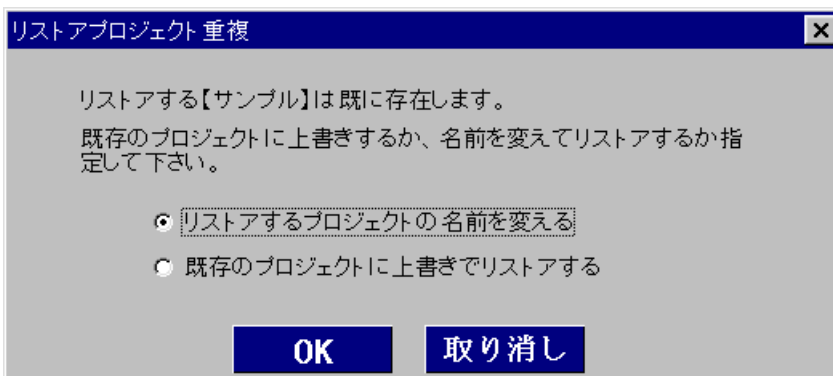 リストアプロジェクト重複
リストアする【サンプル】は既に存在します。
既存のプロジェクトに上書きするか、名前を変えてリストアするか指
定して下さい。
リストアするプロジェクトの名前を変える
既存のプロジェクトに上書きでリストアする
OK 取り消し